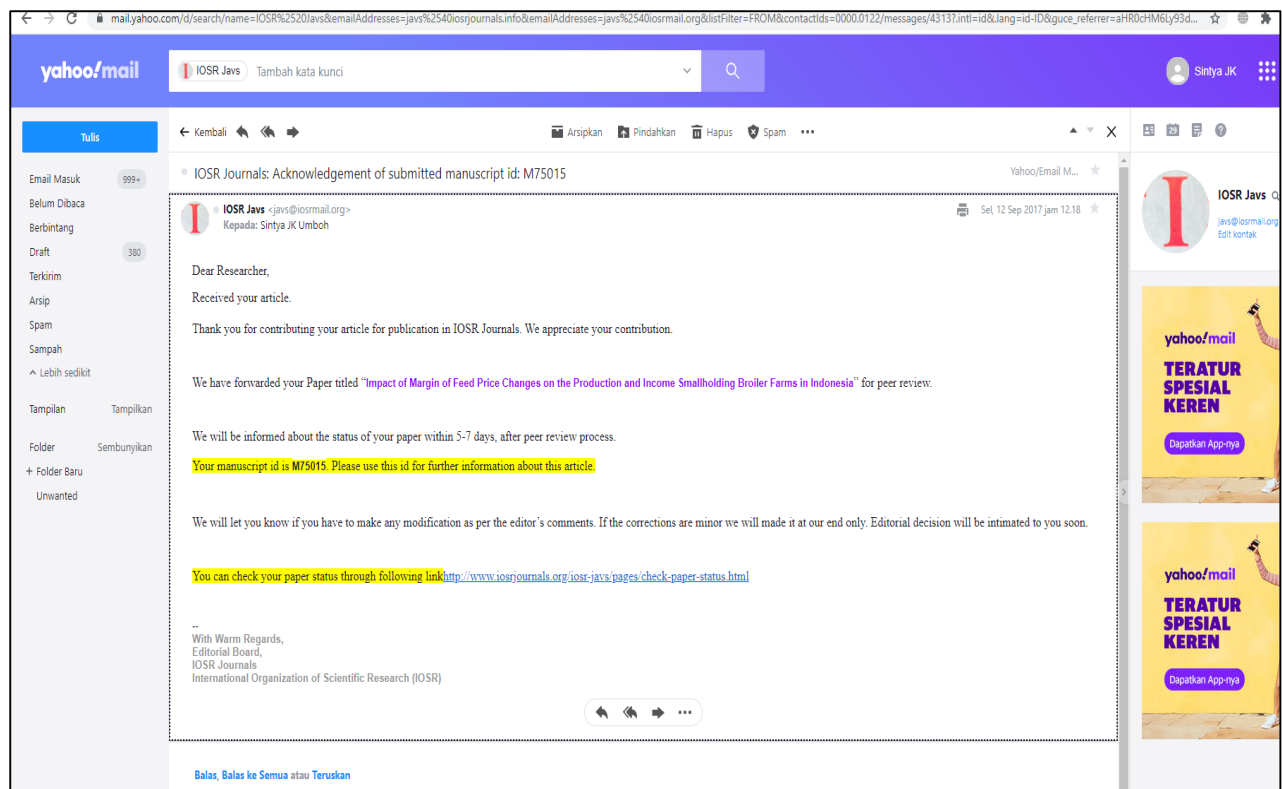 mail.yahoo.com/d/search/name=IOSR%2520Javs&emailAddresses=javs%2540iosrjournals.info&emailAddresses=javs%2540iosrmail.org&listFilter=FROM&contactIds=0000.0122/messages/4313?.intl=id&.lang=id-ID&guce_referrer=aHR0cHM6Ly93d...
yahoo!mail
IOSR Javs Tambah kata kunci
Sintya JK
Tulis
Kembali
Arsipkan Pindahkan Hapus Spam
29
Email Masuk 999+
Belum Dibaca
Berbintang
Draft 380
Terkirim
Arsip
Spam
Sampah
Lebih sedikit
Tampilan Tampilkan
Folder Sembunyikan
+ Folder Baru
Unwanted
IOSR Journals: Acknowledgement of submitted manuscript id: M75015
Yahoo/Email M...
IOSR Javs <javs@iosrmail.org>
Sel, 12 Sep 2017 jam 12.18
Kepada: Sintya JK Umboh
Dear Researcher,
Received your article.
Thank you for contributing your article for publication in IOSR Journals. We appreciate your contribution.
We have forwarded your Paper titled “Impact of Margin of Feed Price Changes on the Production and Income Smallholding Broiler Farms in Indonesia” for peer review.
We will be informed about the status of your paper within 5-7 days, after peer review process.
Your manuscript id is M75015. Please use this id for further information about this article.
We will let you know if you have to make any modification as per the editor’s comments. If the corrections are minor we will made it at our end only. Editorial decision will be intimated to you soon.
You can check your paper status through following linkhttp://www.iosrjournals.org/iosr-javs/pages/check-paper-status.html
--
With Warm Regards,
Editorial Board,
IOSR Journals
International Organization of Scientific Research (IOSR)
Balas, Balas ke Semua atau Teruskan
I
IOSR Javs
javs@iosrmail.org
Edit kontak
yahoo!mail
TERATUR
SPESIAL
KEREN
Dapatkan App-nya
yahoo!mail
TERATUR
SPESIAL
KEREN
Dapatkan App-nya